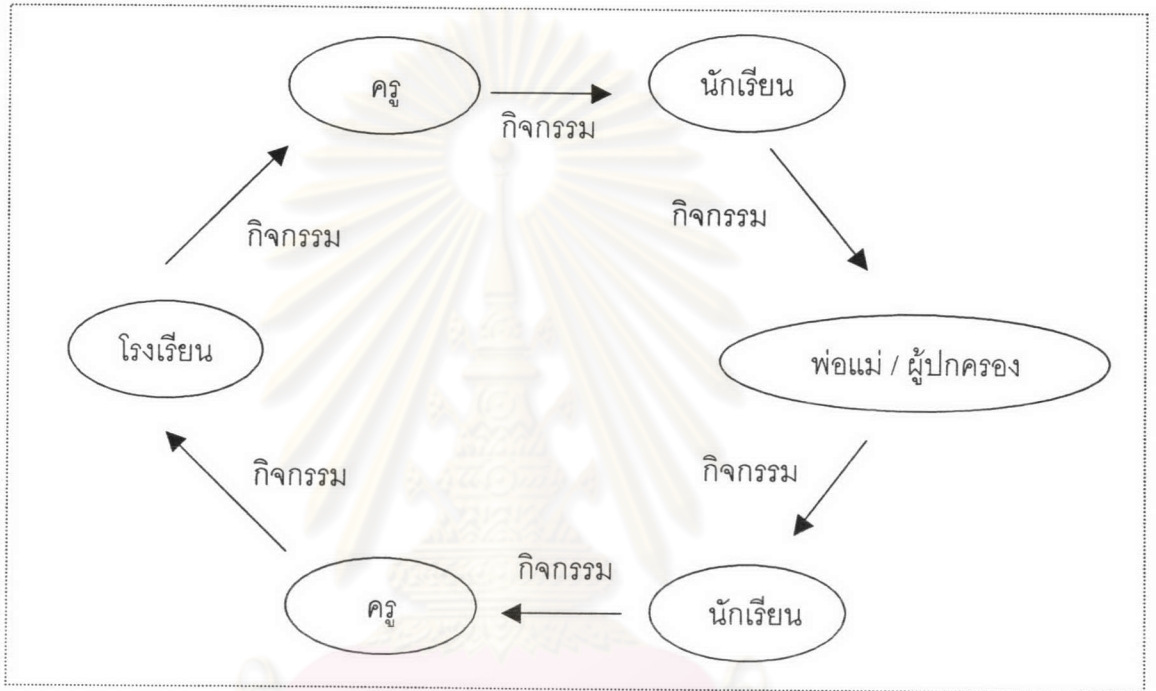 ครู
นักเรียน
กิจกรรม
กิจกรรม
กิจกรรม
โรงเรียน
พ่อแม่ / ผู้ปกครอง
กิจกรรม
กิจกรรม
กิจกรรม
ครู
นักเรียน